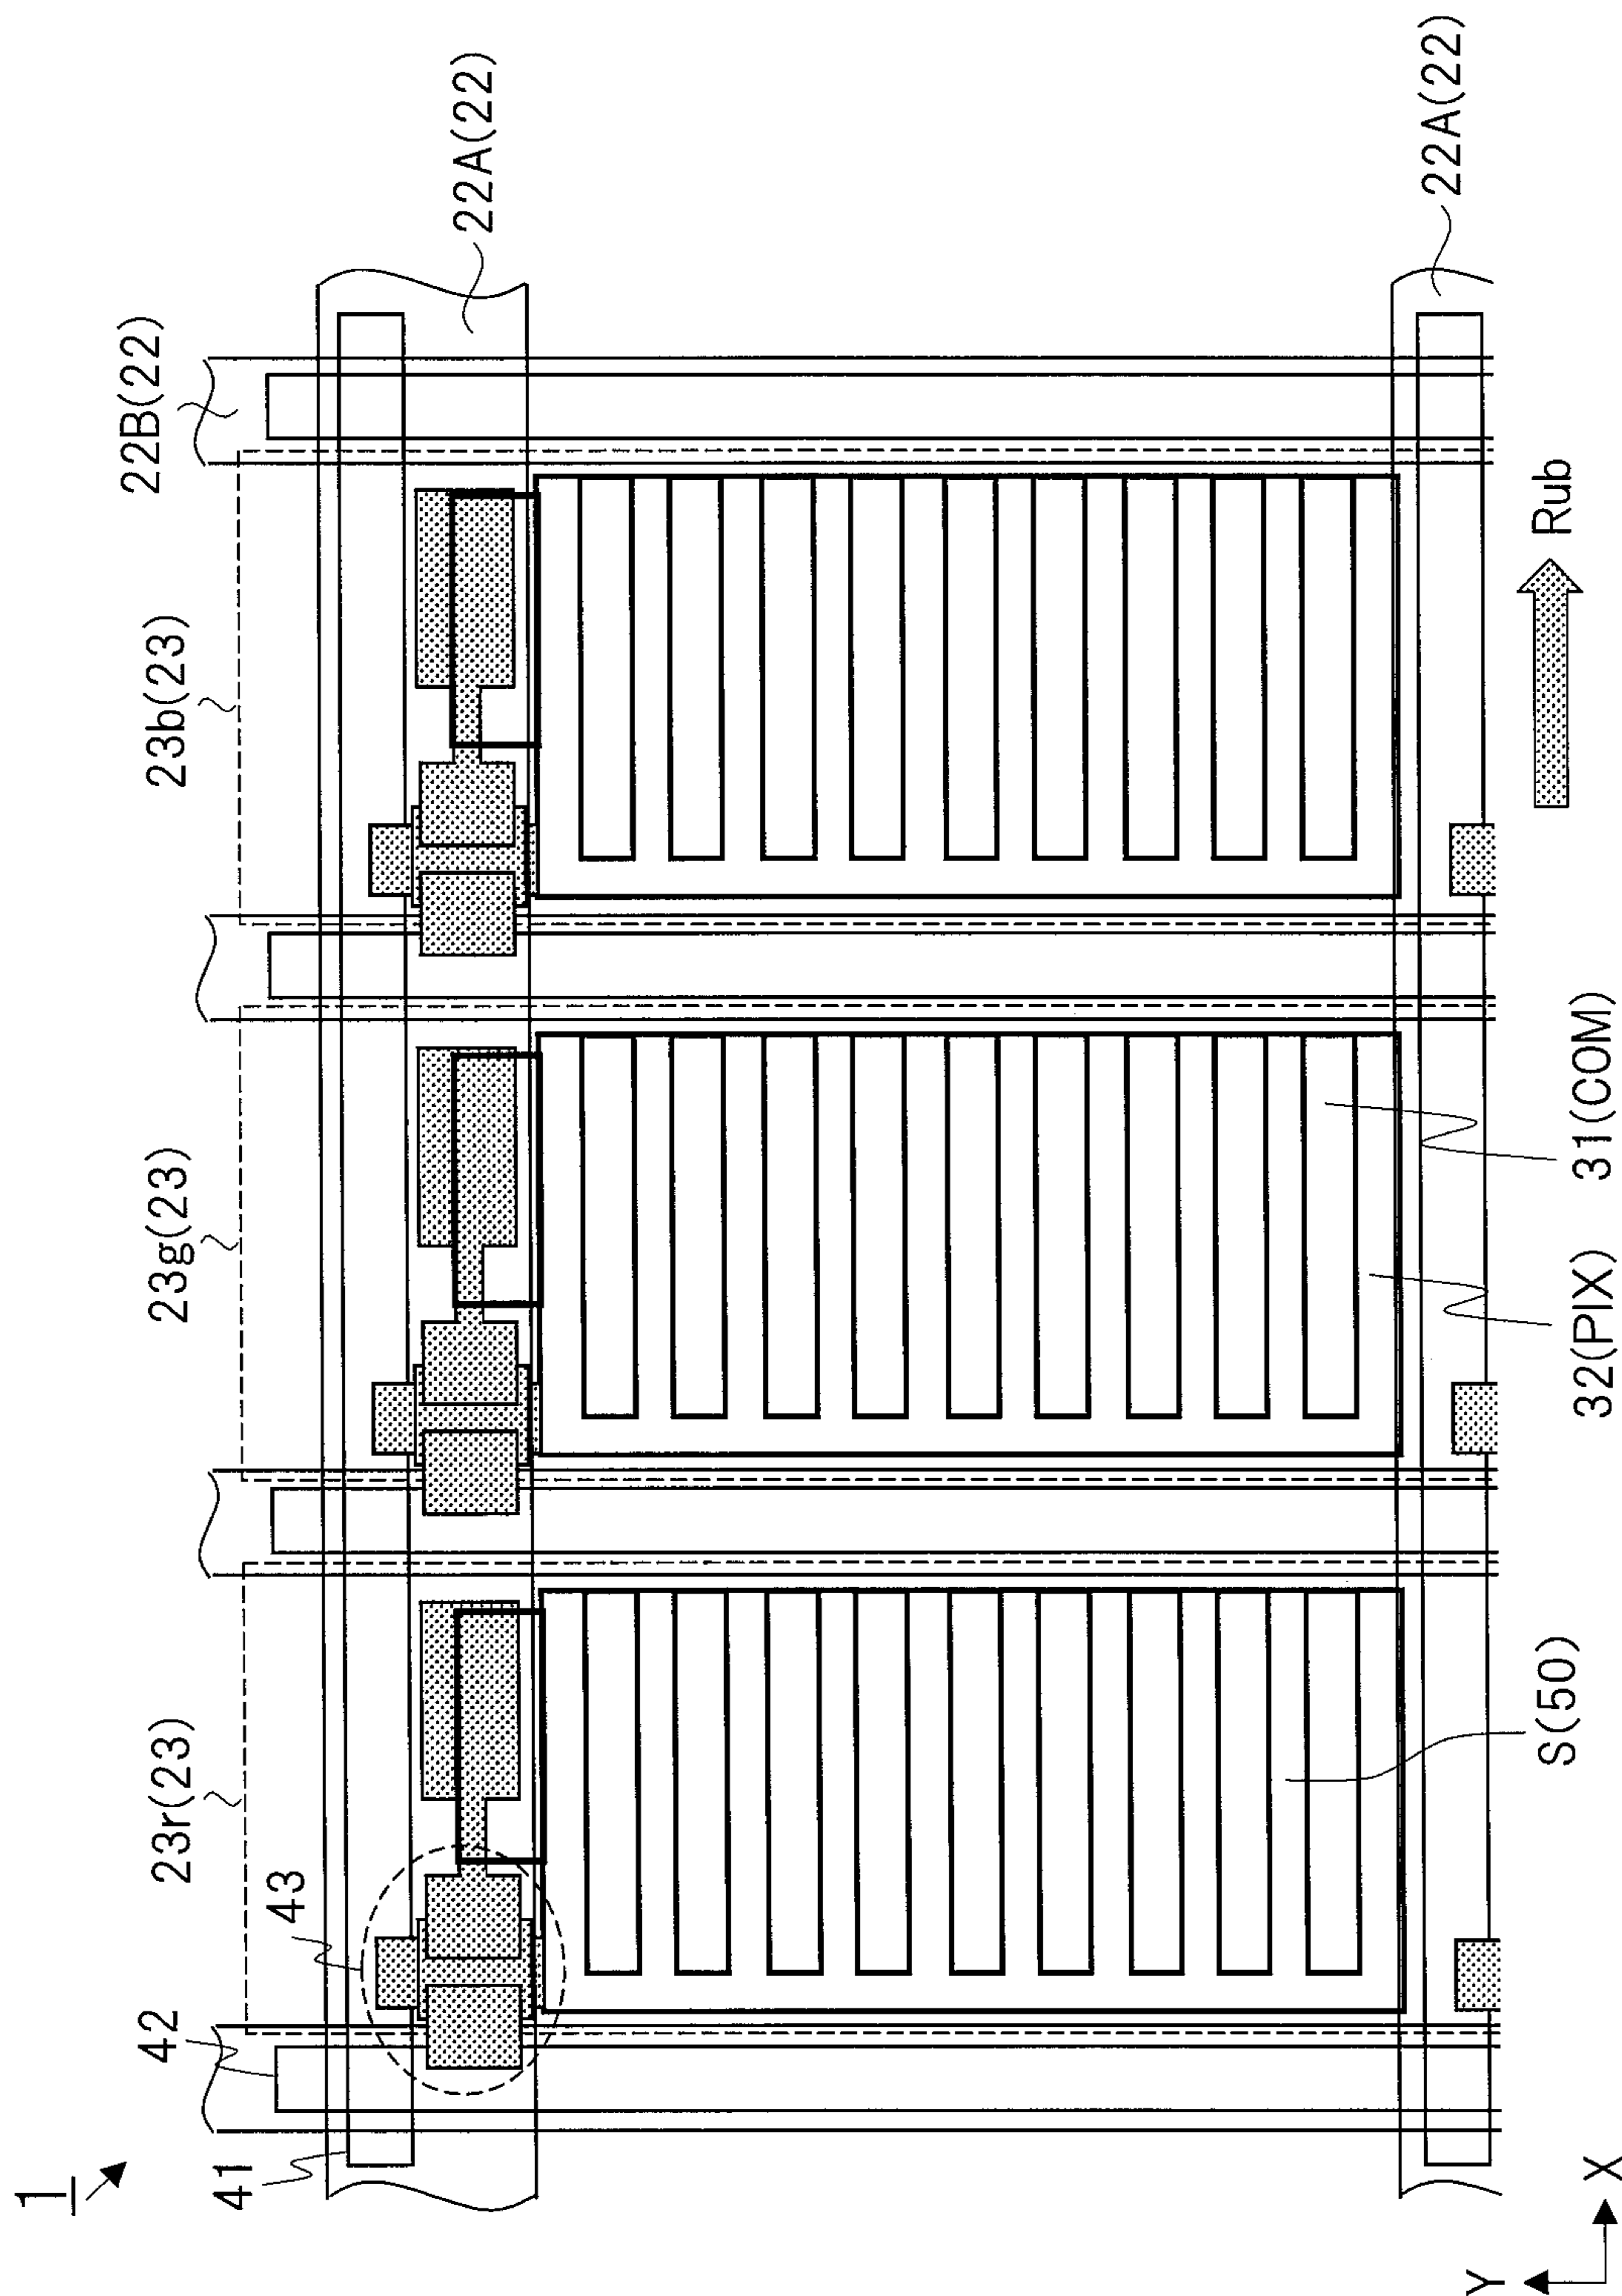 1
41
42
43
23r(23)
23g(23)
23b(23)
22B(22)
22A(22)
22A(22)
S(50)
32(PIX)
31(COM)
Rub
Y
X